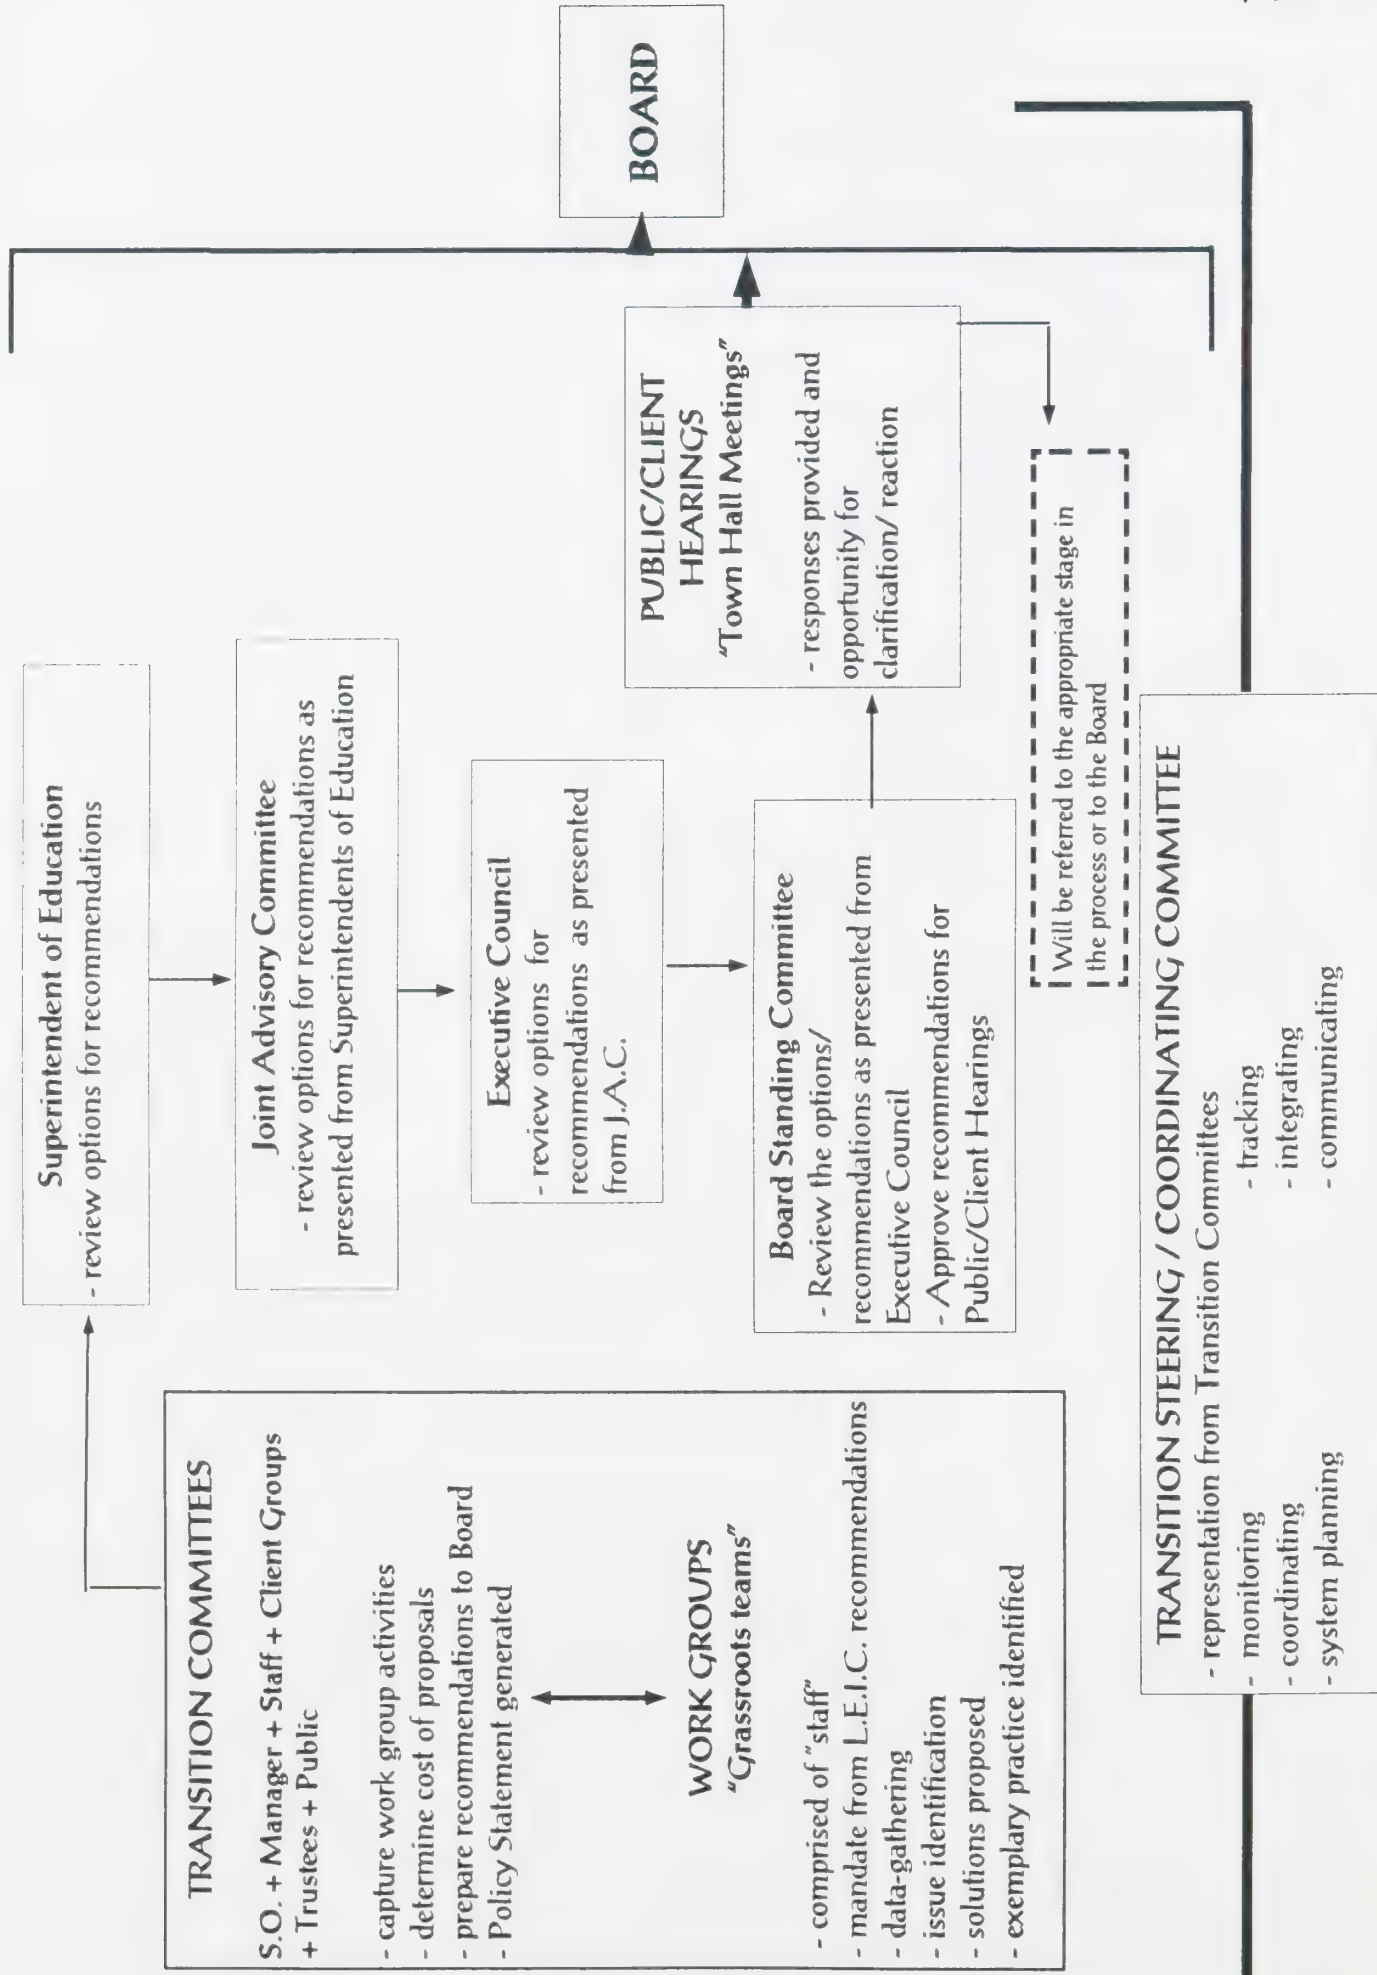 TRANSITION COMMITTEES
S.O. + Manager + Staff + Client Groups
+ Trustees + Public
- capture work group activities
- determine cost of proposals
- prepare recommendations to Board
- Policy Statement generated
WORK GROUPS
"Grassroots teams"
- comprised of "staff"
- mandate from L.E.I.C. recommendations
- data-gathering
- issue identification
- solutions proposed
- exemplary practice identified
Superintendent of Education
- review options for recommendations
Joint Advisory Committee
- review options for recommendations as
presented from Superintendents of Education
Executive Council
- review options for
recommendations as presented
from J.A.C.
Board Standing Committee
- Review the options/
recommendations as presented from
Executive Council
- Approve recommendations for
Public/Client Hearings
PUBLIC/CLIENT
HEARINGS
"Town Hall Meetings"
- responses provided and
opportunity for
clarification/ reaction
Will be referred to the appropriate stage in
the process or to the Board
BOARD
TRANSITION STEERING / COORDINATING COMMITTEE
- representation from Transition Committees
- monitoring - tracking
- coordinating - integrating
- system planning - communicating